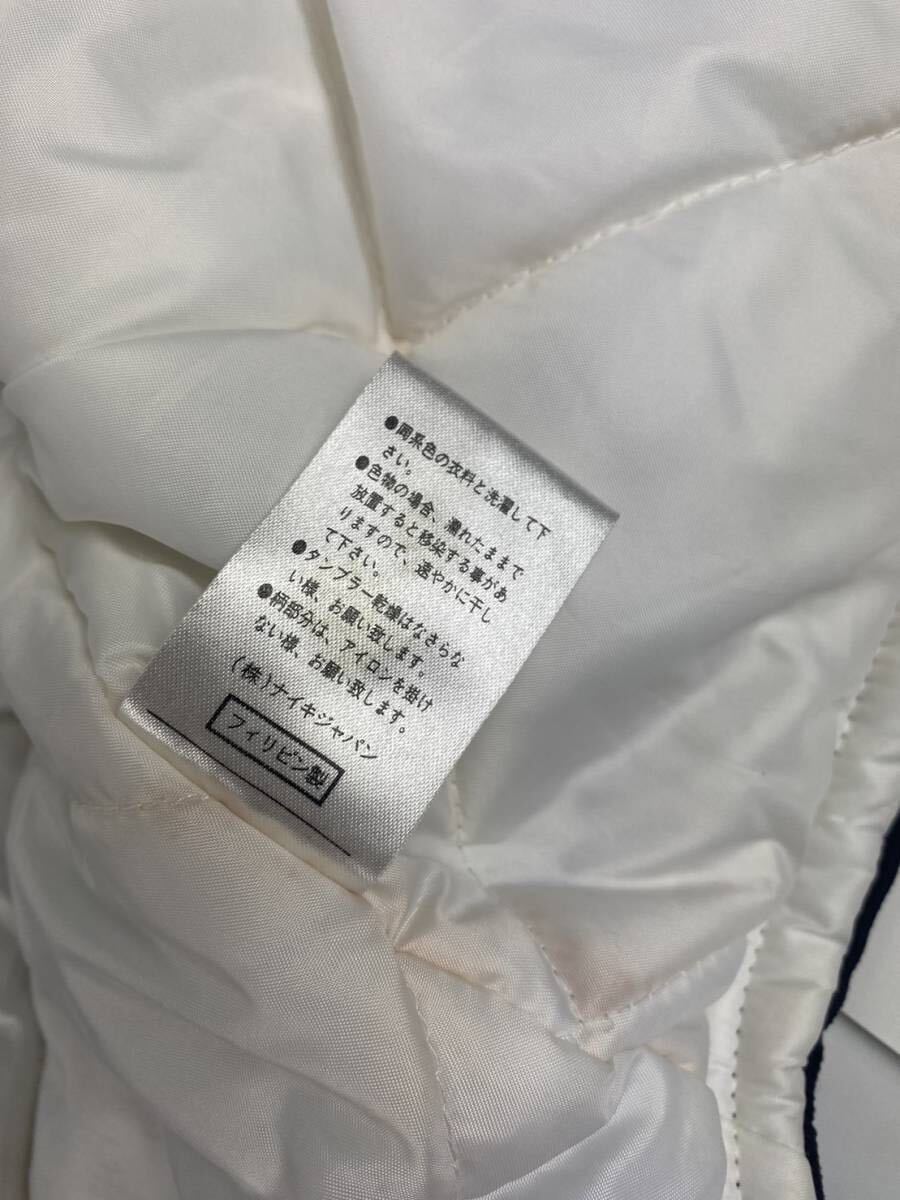 ●同系色の衣料と洗濯して下
さい。
●色物の場合、濡れたままで
放置すると移染する事があ
りますので、速やかに干し
て下さい。
●タンブラー乾燥はなさらな
い様、お願い致します。
●柄部分は、アイロンを掛け
ない様、お願い致します。
(株)ナイキジャパン
フィリピン製